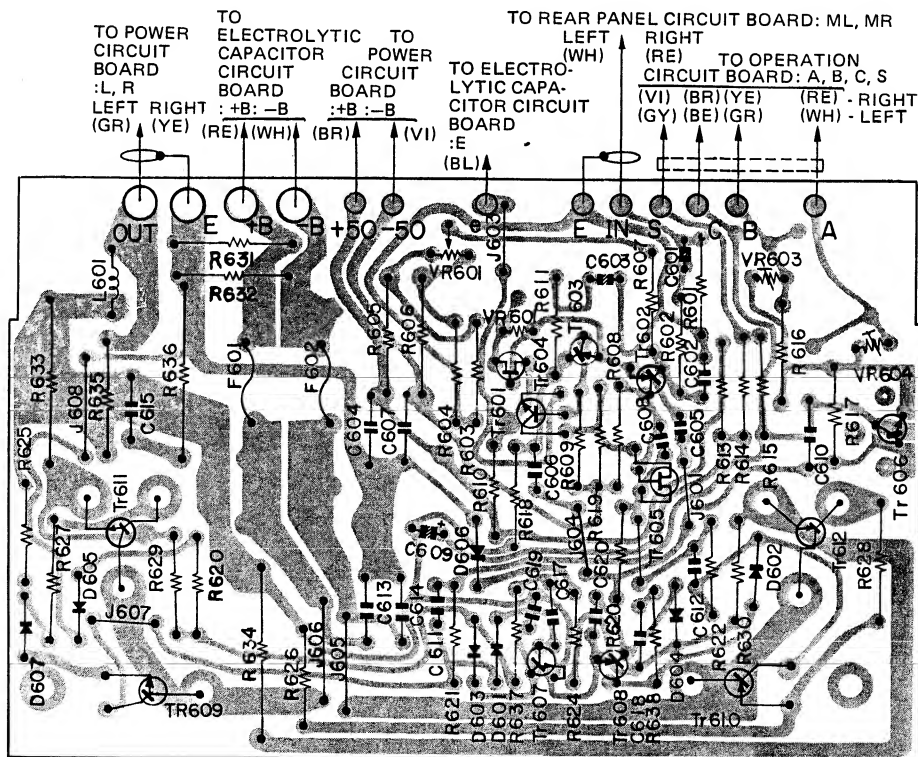 TO POWER
CIRCUIT
BOARD
:L, R
LEFT RIGHT
(GR) (YE)
TO
ELECTROLYTIC
CAPACITOR
CIRCUIT
BOARD
: +B: –B
(RE) (WH)
TO
POWER
CIRCUIT
BOARD
:+B :–B
(BR) (VI)
TO ELECTRO-
LYTIC CAPA-
CITOR CIRCUIT
BOARD
:E
(BL)
TO REAR PANEL CIRCUIT BOARD: ML, MR
LEFT RIGHT
(WH) (RE)
TO OPERATION
CIRCUIT BOARD: A, B, C, S
(VI) (BR) (YE) (RE) - RIGHT
(GY) (BE) (GR) (WH) - LEFT
OUT E +B -B +50 -50 e E IN S C B A
L601
R631
R632
R633
J608
R635
C615
R636
F601
F602
R605
R606
VR601
J603
R611
C603
R607
C601
VR603
VR601
Tr604
Tr603
R608
Tr602
R602
R601
C602
R616
VR604
R625
Tr611
C604
C607
R604
R603
Tr601
R609
C605
C605
R613
R614
R615
C610
R617
Tr606
R627
D605
R629
R620
R610
R618
C606
J604
R619
Tr605
J601
C609
D606
C619
C617
C620
C612
D602
Tr612
R628
J607
D607
TR609
R634
R626
J606
J605
C613
C614
C611
R621
D603
D601
R637
Tr607
R624
TR620
Tr608
C618
R638
D604
R622
R630
Tr610